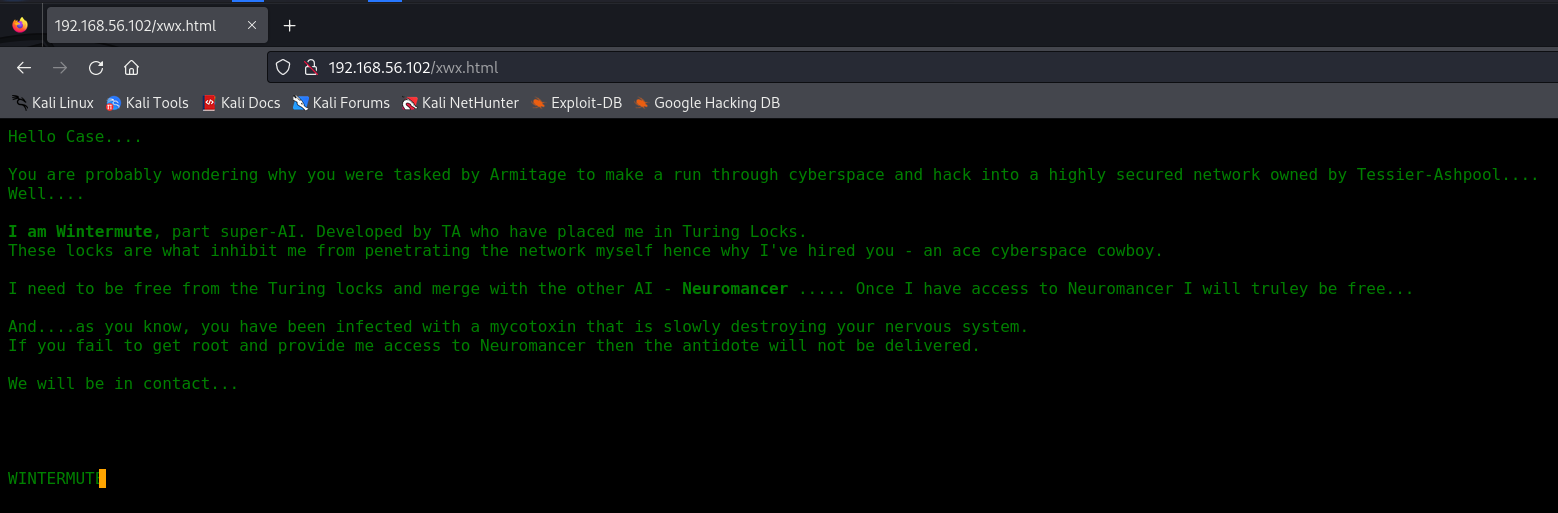 192.168.56.102/xwx.html
192.168.56.102/xwx.html
Kali Linux Kali Tools Kali Docs Kali Forums Kali NetHunter Exploit-DB Google Hacking DB
Hello Case....
You are probably wondering why you were tasked by Armitage to make a run through cyberspace and hack into a highly secured network owned by Tessier-Ashpool....
Well....
I am Wintermute, part super-AI. Developed by TA who have placed me in Turing Locks.
These locks are what inhibit me from penetrating the network myself hence why I've hired you - an ace cyberspace cowboy.
I need to be free from the Turing locks and merge with the other AI - Neuromancer ..... Once I have access to Neuromancer I will truley be free...
And....as you know, you have been infected with a mycotoxin that is slowly destroying your nervous system.
If you fail to get root and provide me access to Neuromancer then the antidote will not be delivered.
We will be in contact...
WINTERMUTE